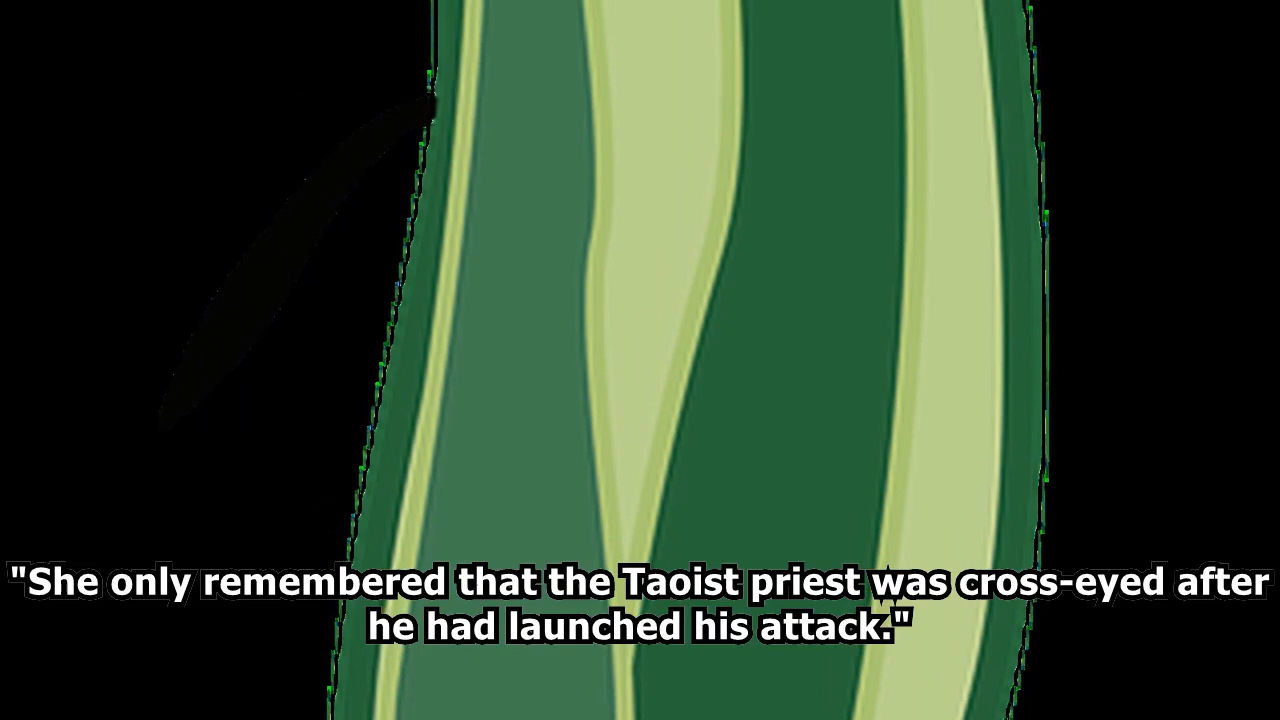 "She only remembered that the Taoist priest was cross-eyed after
he had launched his attack."